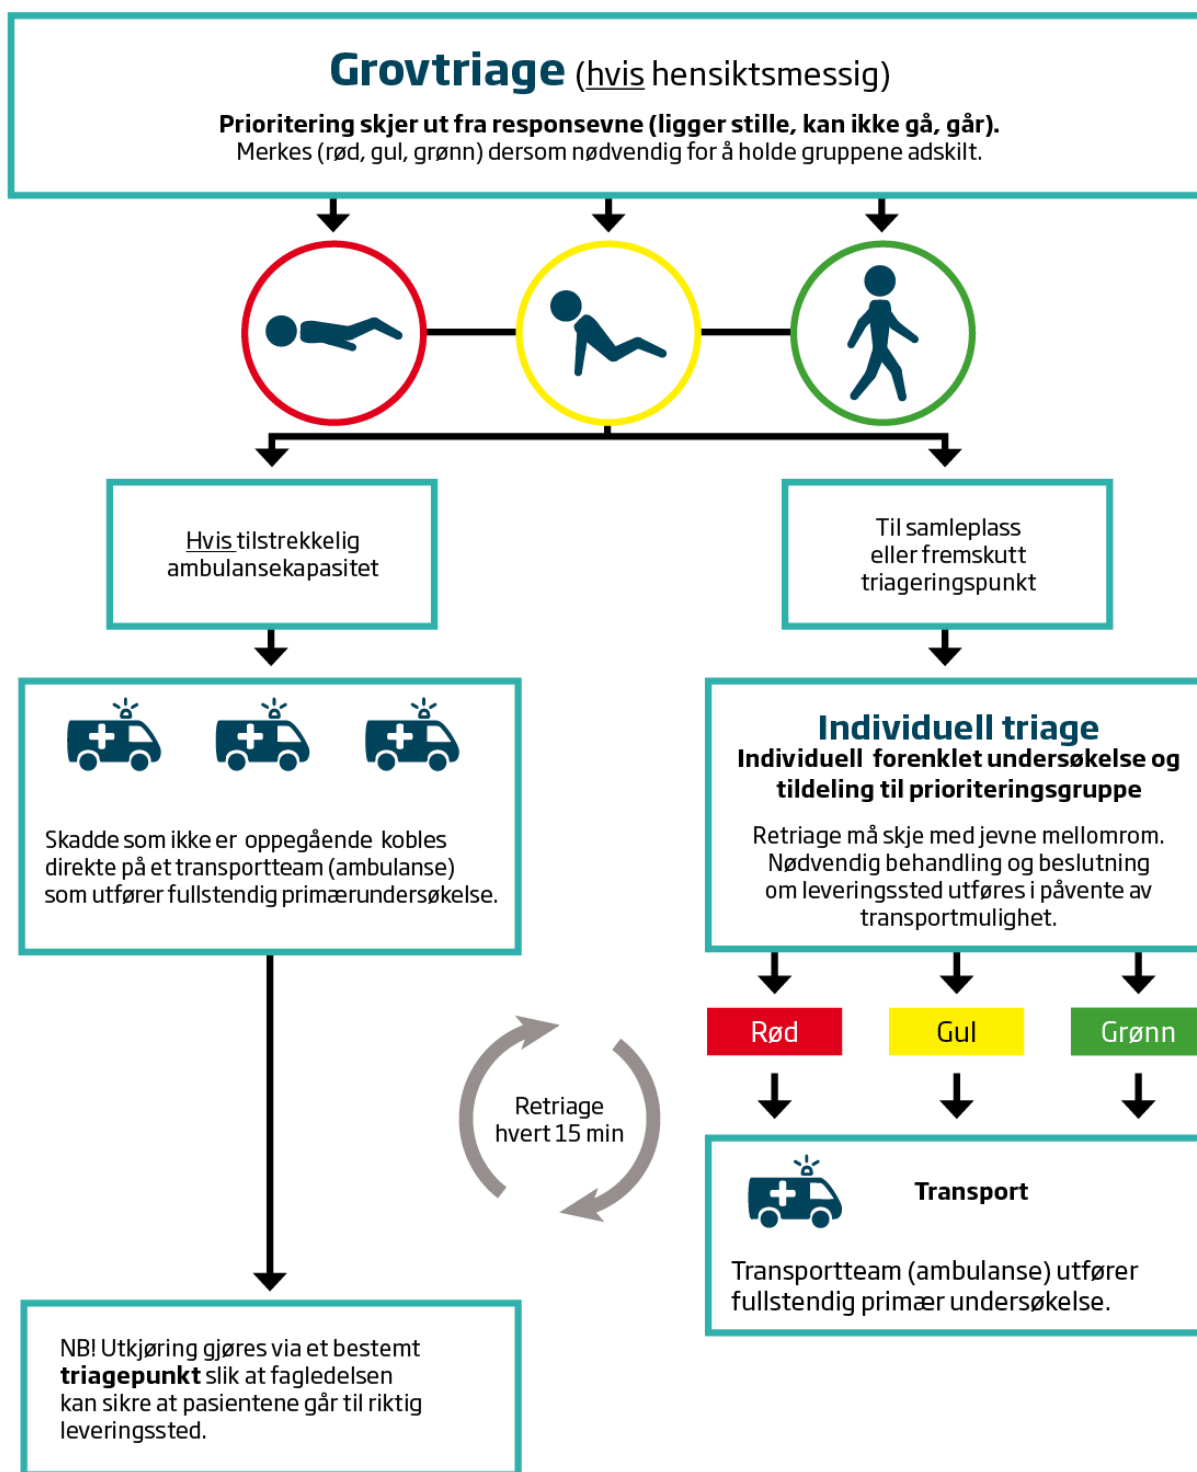 Grovtriage (hvis hensiktsmessig)
Prioritering skjer ut fra responsevne (ligger stille, kan ikke gå, går).
Merkes (rød, gul, grønn) dersom nødvendig for å holde gruppene adskilt.
Hvis tilstrekkelig
ambulansekapasitet
Til samleplass
eller fremskutt
triageringspunkt
Skadde som ikke er oppegående kobles
direkte på et transportteam (ambulanse)
som utfører fullstendig primærundersøkelse.
Individuell triage
Individuell forenklet undersøkelse og
tildeling til prioriteringsgruppe
Retriage må skje med jevne mellomrom.
Nødvendig behandling og beslutning
om leveringssted utføres i påvente av
transportmulighet.
Rød
Gul
Grønn
Retriage
hvert 15 min
Transport
Transportteam (ambulanse) utfører
fullstendig primær undersøkelse.
NB! Utkjøring gjøres via et bestemt
triagepunkt slik at fagledelsen
kan sikre at pasientene går til riktig
leveringssted.